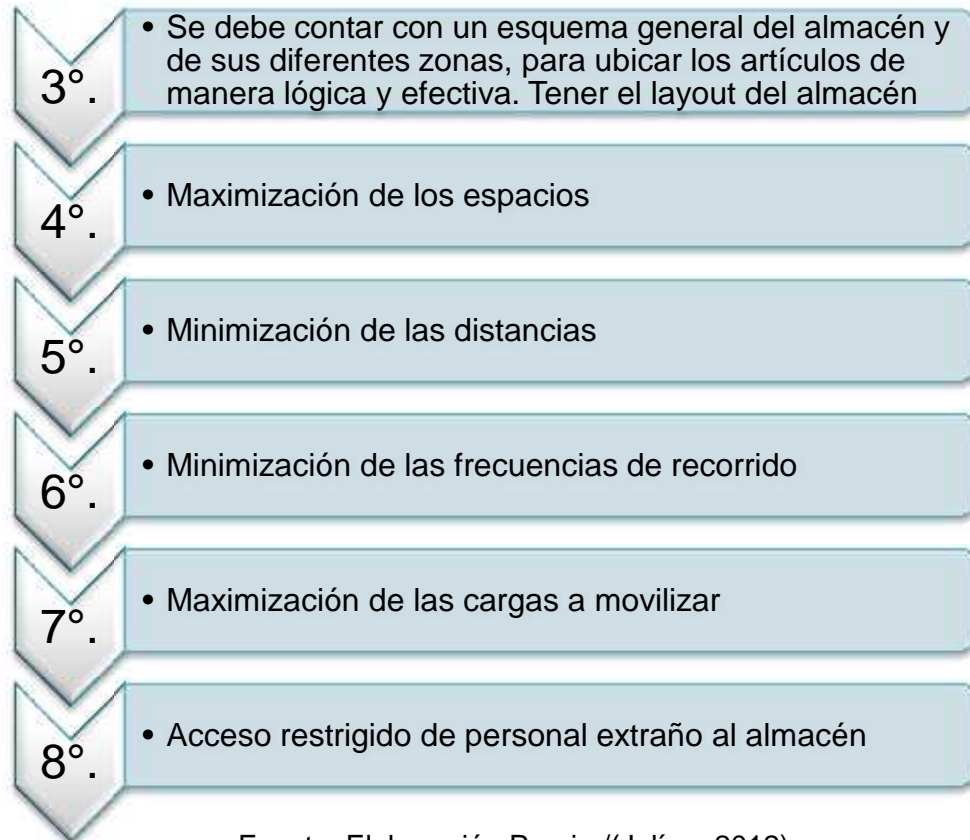 3°.
• Se debe contar con un esquema general del almacén y
de sus diferentes zonas, para ubicar los artículos de
manera lógica y efectiva. Tener el layout del almacén
4°.
• Maximización de los espacios
5°.
• Minimización de las distancias
6°.
• Minimización de las frecuencias de recorrido
7°.
• Maximización de las cargas a movilizar
8°.
• Acceso restrigido de personal extraño al almacén